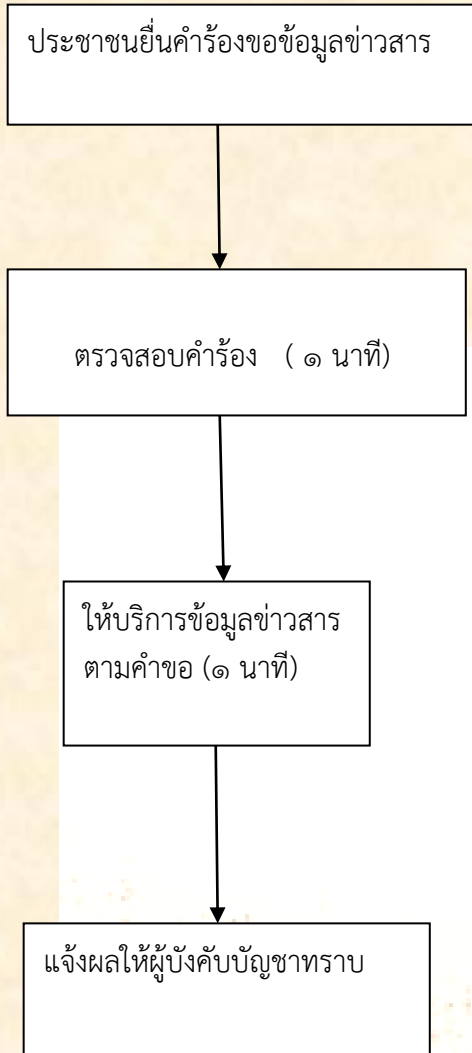 ประชาชนยื่นคำร้องขอข้อมูลข่าวสาร
ตรวจสอบคำร้อง ( ๑ นาที)
ให้บริการข้อมูลข่าวสาร
ตามคำขอ (๑ นาที)
แจ้งผลให้ผู้บังคับบัญชาทราบ